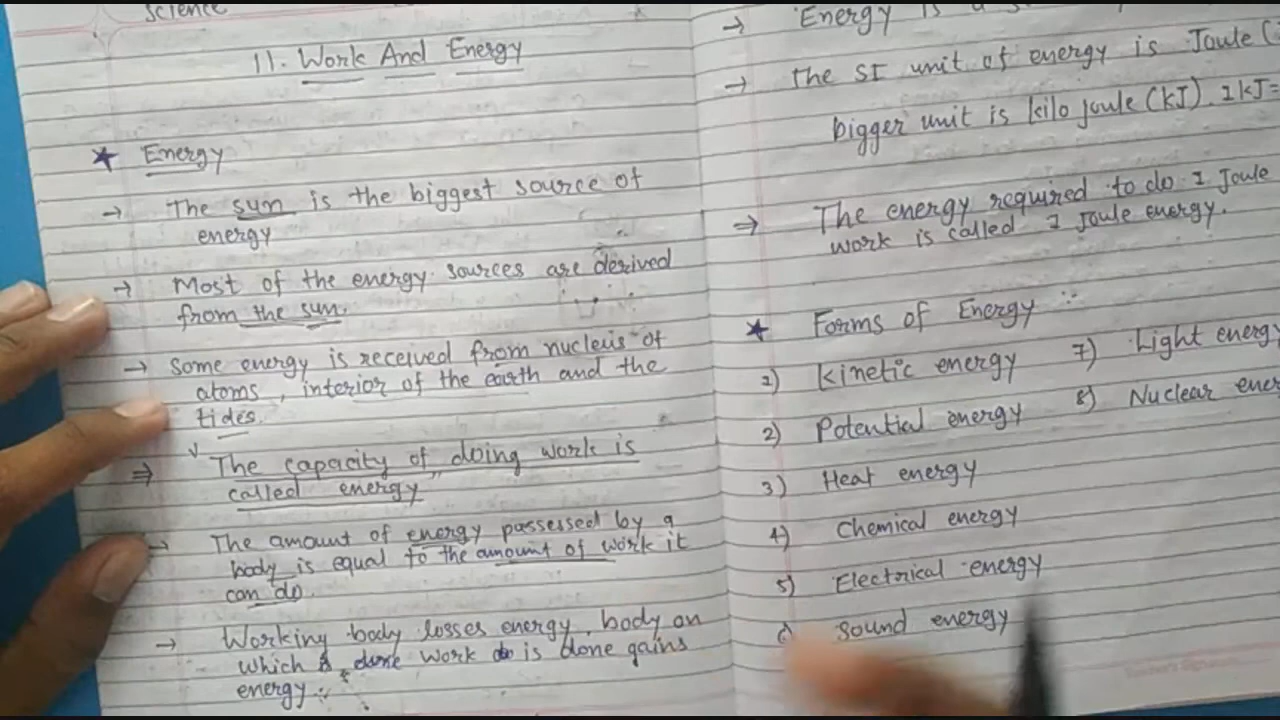 Science
11. Work And Energy
★ Energy
→ The sun is the biggest source of
energy
→ Most of the energy sources are derived
from the sun.
→ Some energy is received from nucleus of
atoms, interior of the earth and the
tides.
⇒ The capacity of doing work is
called energy
→ The amount of energy passessed by a
body is equal to the amount of work it
can do.
→ Working body losses energy, body on
which work is done gains
energy
→ Energy is a
→ The SI unit of energy is Joule (
bigger unit is kilo joule (kJ). 1 kJ =
⇒ The energy required to do 1 Joule
work is called 1 Joule energy.
★ Forms of Energy :-
1) Kinetic energy 7) Light energy
2) Potential energy 8) Nuclear ener
3) Heat energy
4) Chemical energy
5) Electrical energy
6) Sound energy